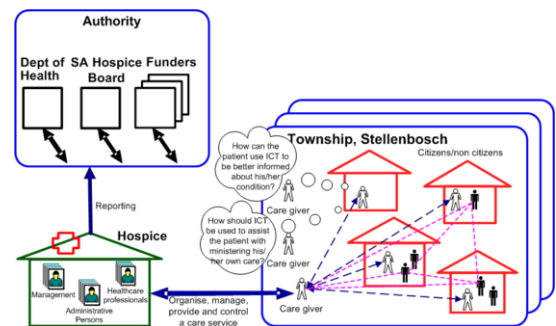 Authority
Dept of
Health
SA Hospice
Board
Funders
Reporting
Hospice
Management
Administrative
Persons
Healthcare
professionals
Organise, manage,
provide and control
a care service
Township, Stellenbosch
Citizens/non citizens
How can the
patient use ICT to
be better informed
about his/her
condition?
Care giver
How should ICT
be used to assist
the patient with
ministering his/
her own care?
Care giver
Care giver